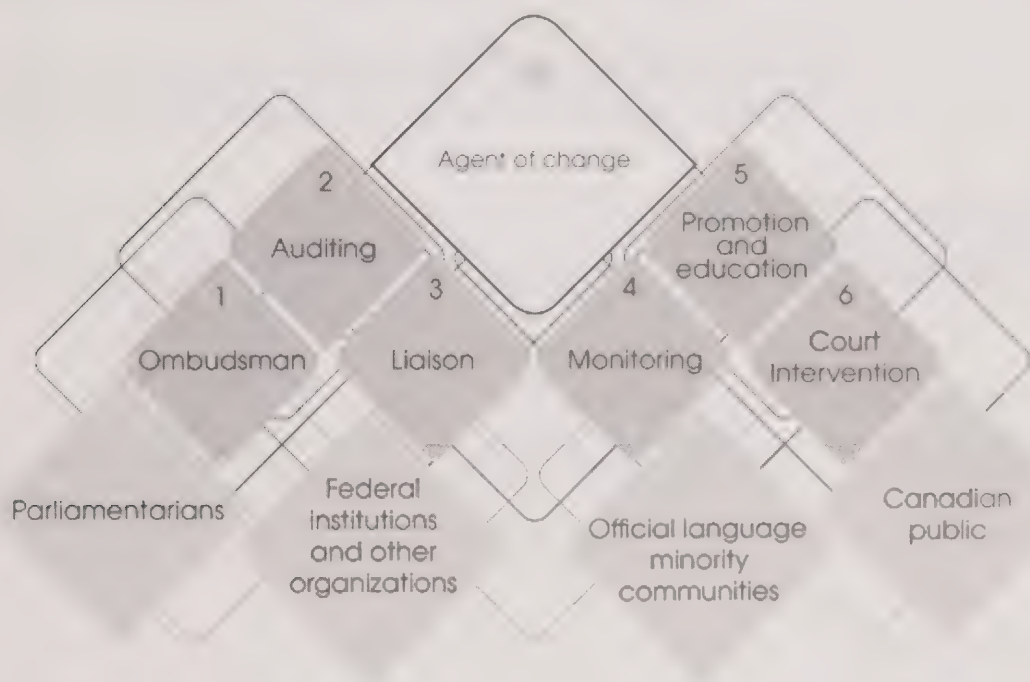 Agent of change
2
Auditing
5
Promotion
and
education
1
Ombudsman
3
Liaison
4
Monitoring
6
Court
Intervention
Parliamentarians
Federal
institutions
and other
organizations
Official language
minority
communities
Canadian
public